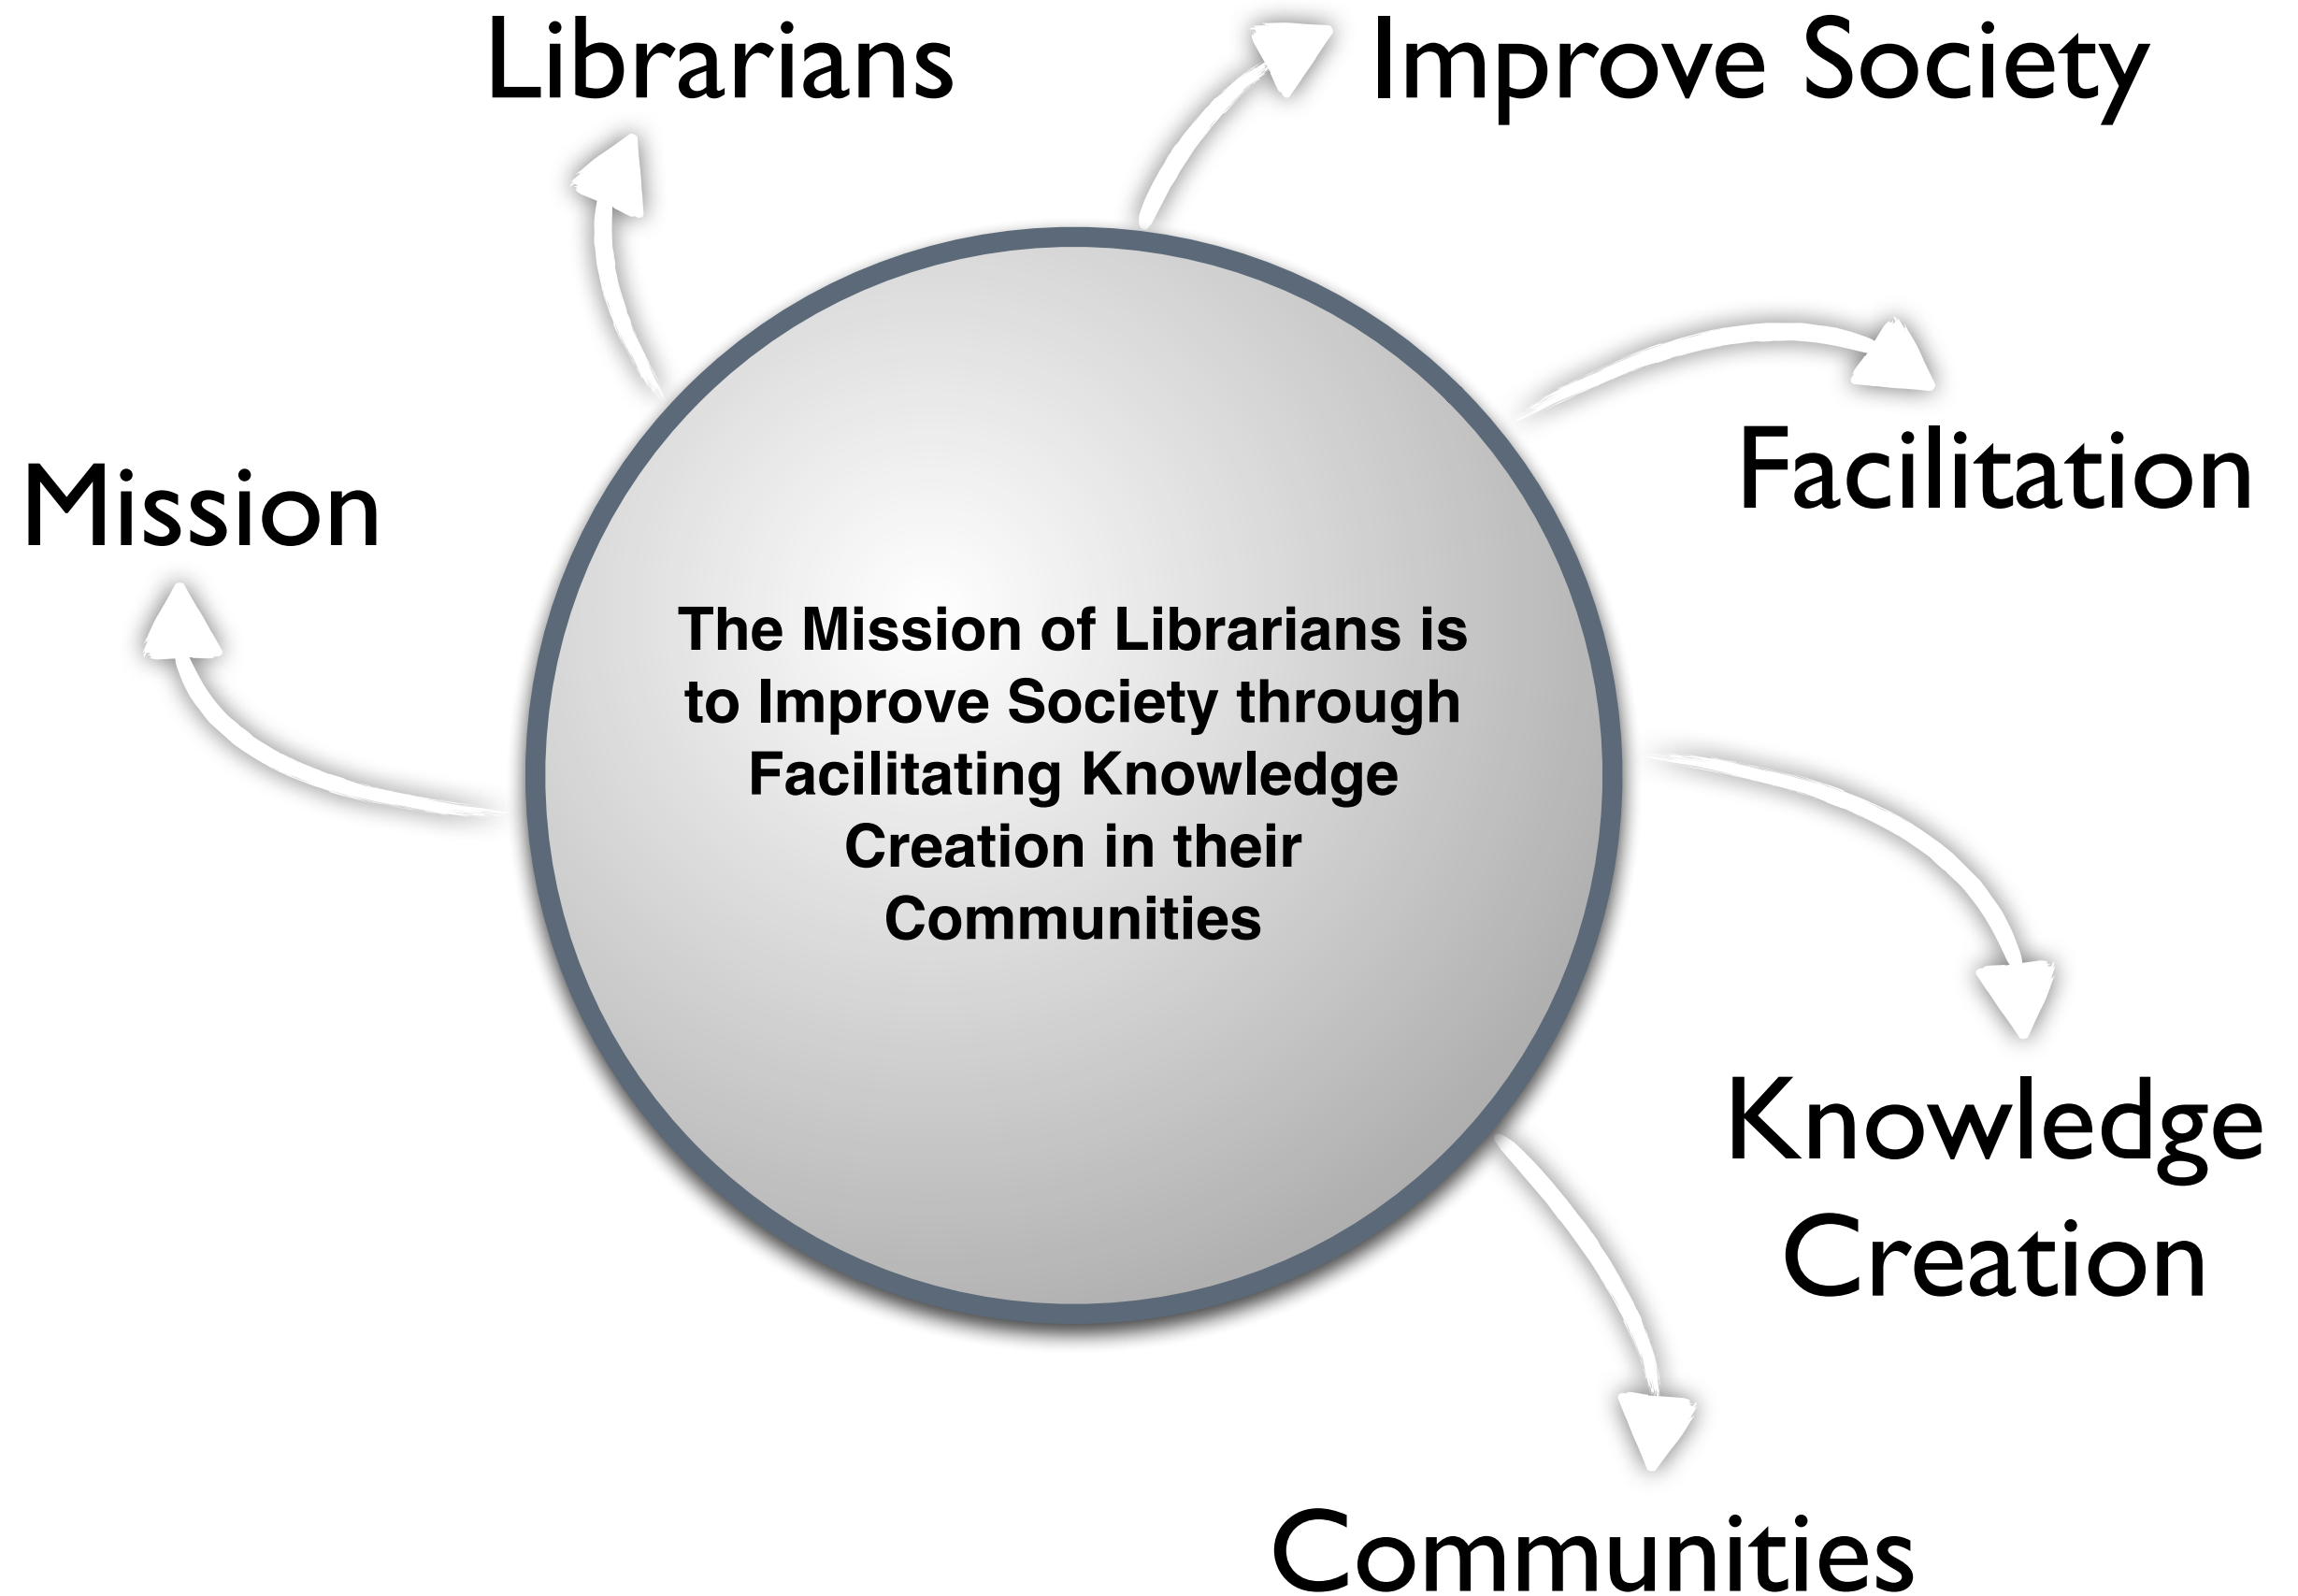 Librarians
Improve Society
Facilitation
Mission
The Mission of Librarians is
to Improve Society through
Facilitating Knowledge
Creation in their
Communities
Knowledge
Creation
Communities